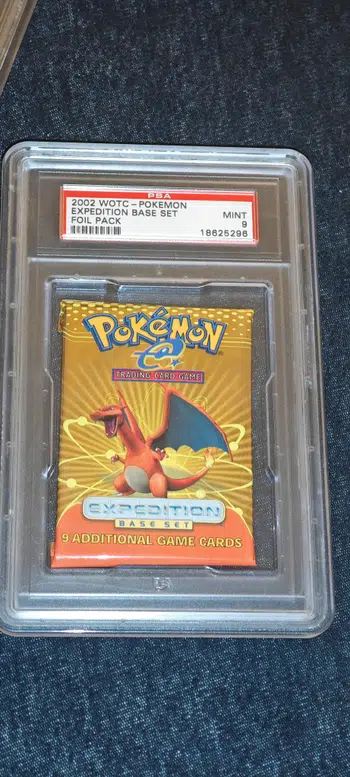 PSA
2002 WOTC - POKEMON
EXPEDITION BASE SET MINT
FOIL PACK 9
18625296
POKéMON
e
TRADING CARD GAME
EXPEDITION
BASE SET
9 ADDITIONAL GAME CARDS